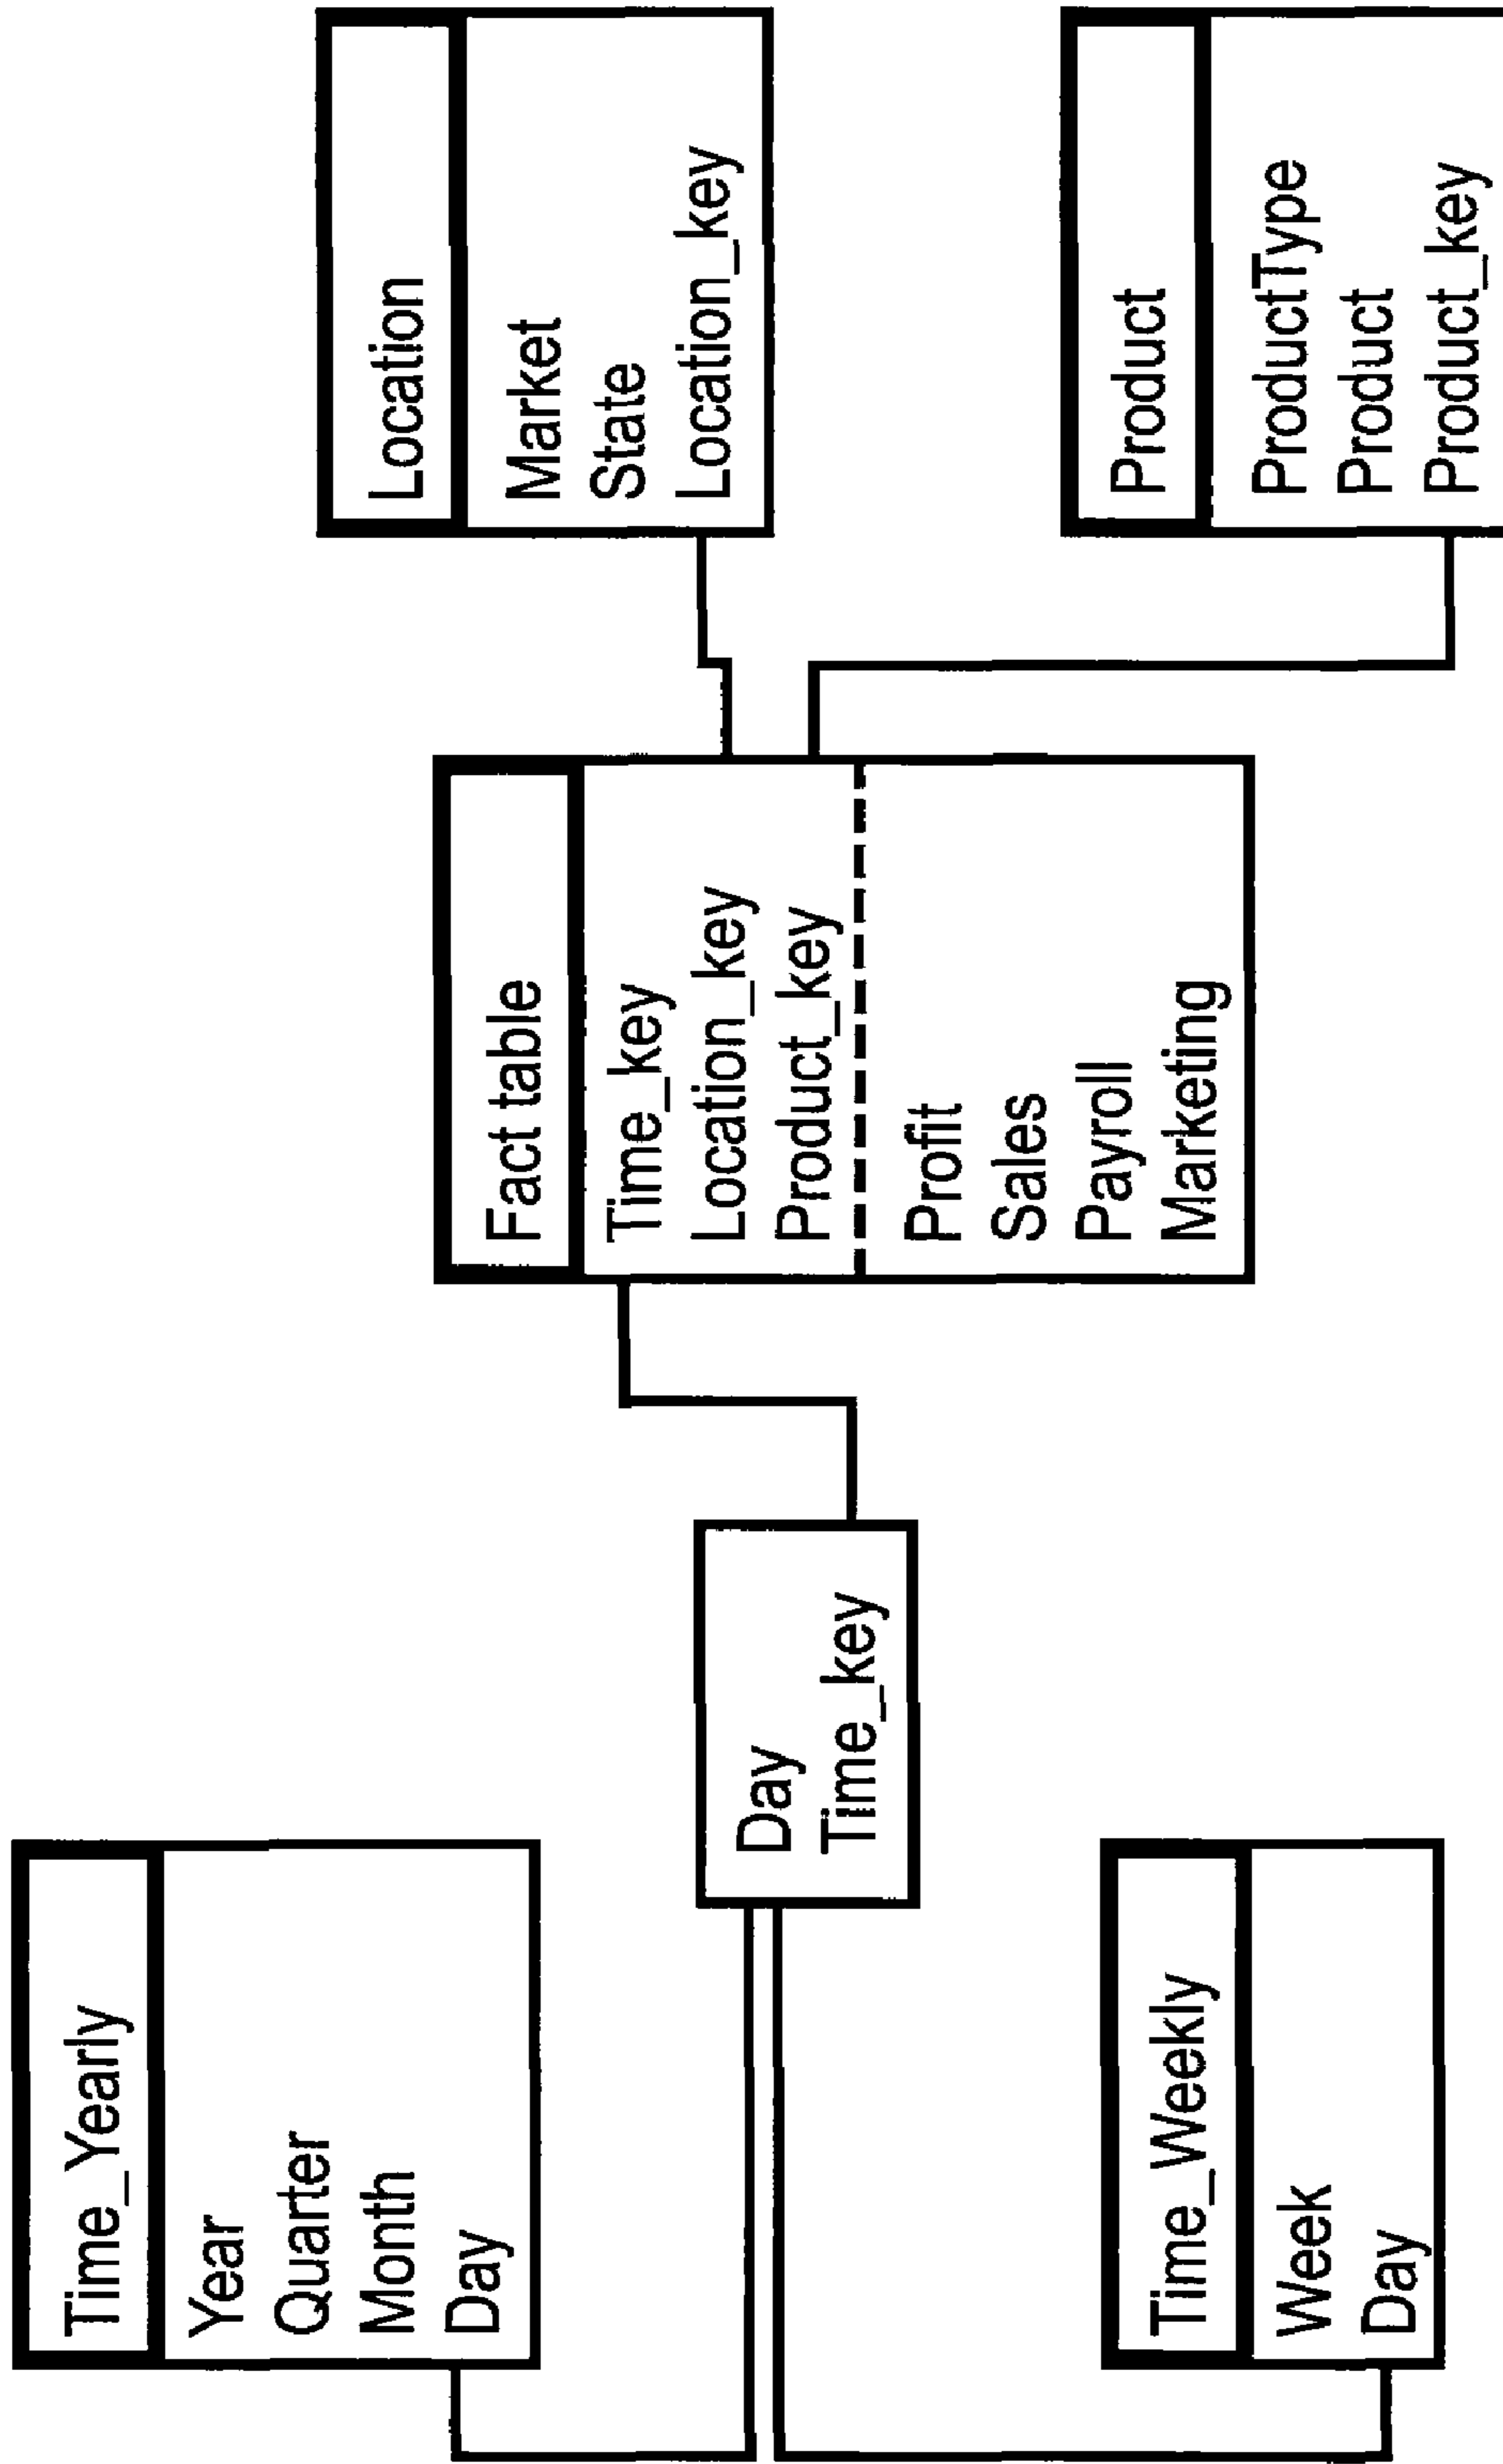 Time_Yearly
Year
Quarter
Month
Day
Time_Weekly
Week
Day
Day
Time_key
Fact table
Time_key
Location_key
Product_key
Profit
Sales
Payroll
Marketing
Location
Market
State
Location_key
Product
ProductType
Product
Product_key